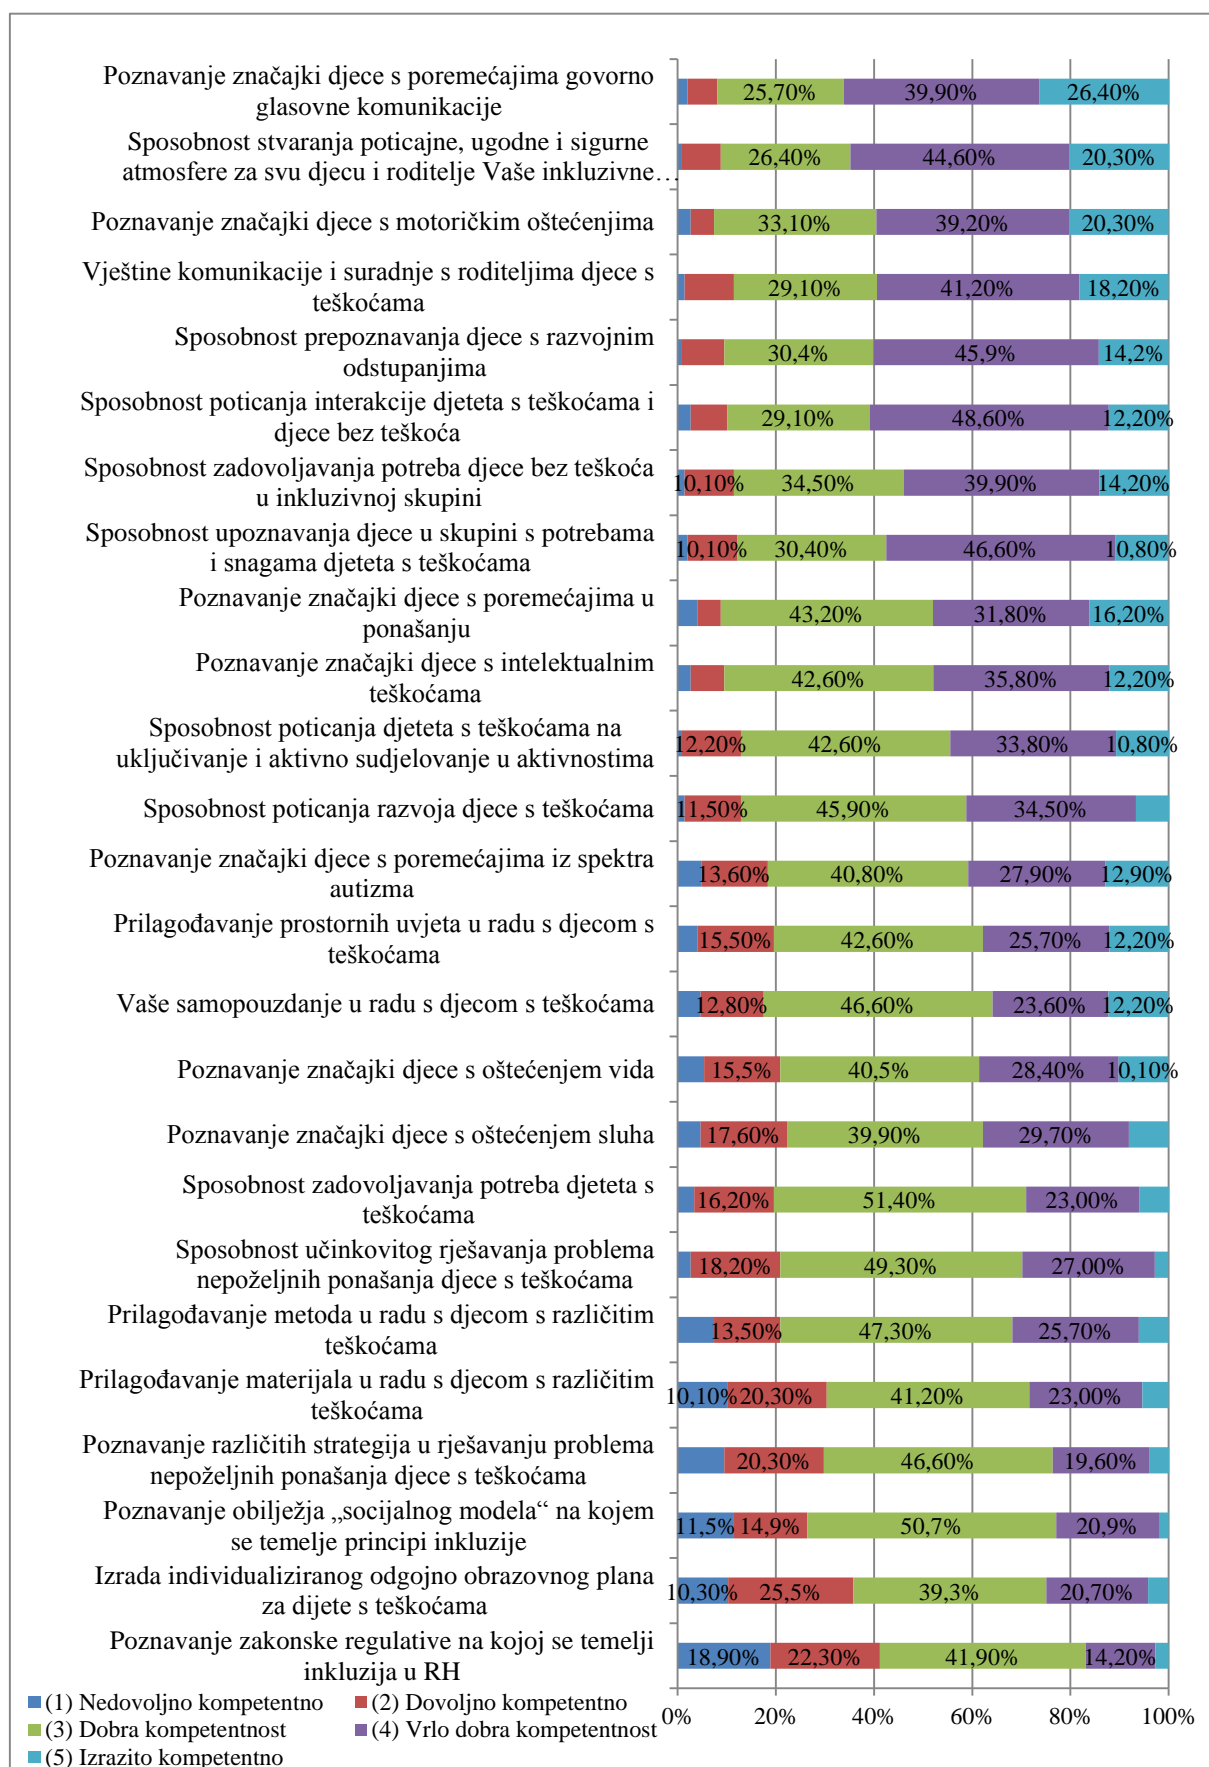 Poznavanje značajki djece s poremećajima govorno
glasovne komunikacije
25,70% 39,90% 26,40%
Sposobnost stvaranja poticajne, ugodne i sigurne
atmosfere za svu djecu i roditelje Vaše inkluzivne…
26,40% 44,60% 20,30%
Poznavanje značajki djece s motoričkim oštećenjima
33,10% 39,20% 20,30%
Vještine komunikacije i suradnje s roditeljima djece s
teškoćama
29,10% 41,20% 18,20%
Sposobnost prepoznavanja djece s razvojnim
odstupanjima
30,4% 45,9% 14,2%
Sposobnost poticanja interakcije djeteta s teškoćama i
djece bez teškoća
29,10% 48,60% 12,20%
Sposobnost zadovoljavanja potreba djece bez teškoća
u inkluzivnoj skupini
10,10% 34,50% 39,90% 14,20%
Sposobnost upoznavanja djece u skupini s potrebama
i snagama djeteta s teškoćama
10,10% 30,40% 46,60% 10,80%
Poznavanje značajki djece s poremećajima u
ponašanju
43,20% 31,80% 16,20%
Poznavanje značajki djece s intelektualnim
teškoćama
42,60% 35,80% 12,20%
Sposobnost poticanja djeteta s teškoćama na
uključivanje i aktivno sudjelovanje u aktivnostima
12,20% 42,60% 33,80% 10,80%
Sposobnost poticanja razvoja djece s teškoćama
11,50% 45,90% 34,50%
Poznavanje značajki djece s poremećajima iz spektra
autizma
13,60% 40,80% 27,90% 12,90%
Prilagođavanje prostornih uvjeta u radu s djecom s
teškoćama
15,50% 42,60% 25,70% 12,20%
Vaše samopouzdanje u radu s djecom s teškoćama
12,80% 46,60% 23,60% 12,20%
Poznavanje značajki djece s oštećenjem vida
15,5% 40,5% 28,40% 10,10%
Poznavanje značajki djece s oštećenjem sluha
17,60% 39,90% 29,70%
Sposobnost zadovoljavanja potreba djeteta s
teškoćama
16,20% 51,40% 23,00%
Sposobnost učinkovitog rješavanja problema
nepoželjnih ponašanja djece s teškoćama
18,20% 49,30% 27,00%
Prilagođavanje metoda u radu s djecom s različitim
teškoćama
13,50% 47,30% 25,70%
Prilagođavanje materijala u radu s djecom s različitim
teškoćama
10,10% 20,30% 41,20% 23,00%
Poznavanje različitih strategija u rješavanju problema
nepoželjnih ponašanja djece s teškoćama
20,30% 46,60% 19,60%
Poznavanje obilježja „socijalnog modela“ na kojem
se temelje principi inkluzije
11,5% 14,9% 50,7% 20,9%
Izrada individualiziranog odgojno obrazovnog plana
za dijete s teškoćama
10,30% 25,5% 39,3% 20,70%
Poznavanje zakonske regulative na kojoj se temelji
inkluzija u RH
18,90% 22,30% 41,90% 14,20%
0% 20% 40% 60% 80% 100%
(1) Nedovoljno kompetentno (2) Dovoljno kompetentno
(3) Dobra kompetentnost (4) Vrlo dobra kompetentnost
(5) Izrazito kompetentno